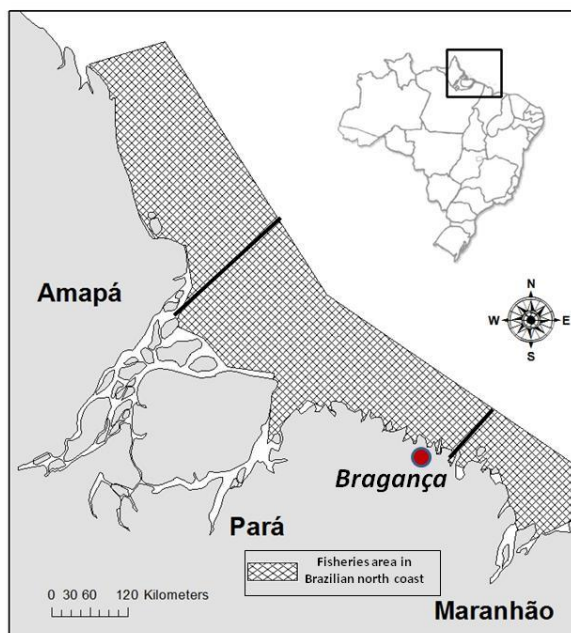 Amapá
N
W E
S
Bragança
Pará
Fisheries area in
Brazilian north coast
0 30 60 120 Kilometers
Maranhão